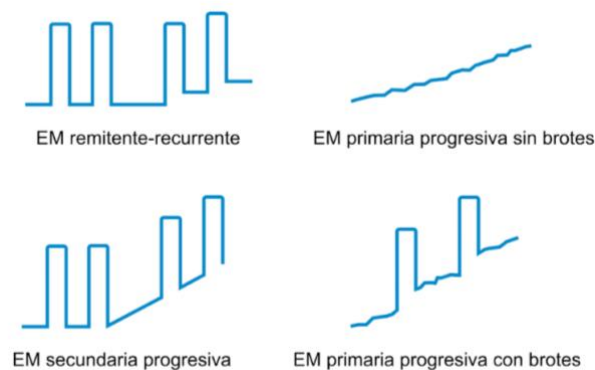 EM remitente-recurrente
EM primaria progresiva sin brotes
EM secundaria progresiva
EM primaria progresiva con brotes